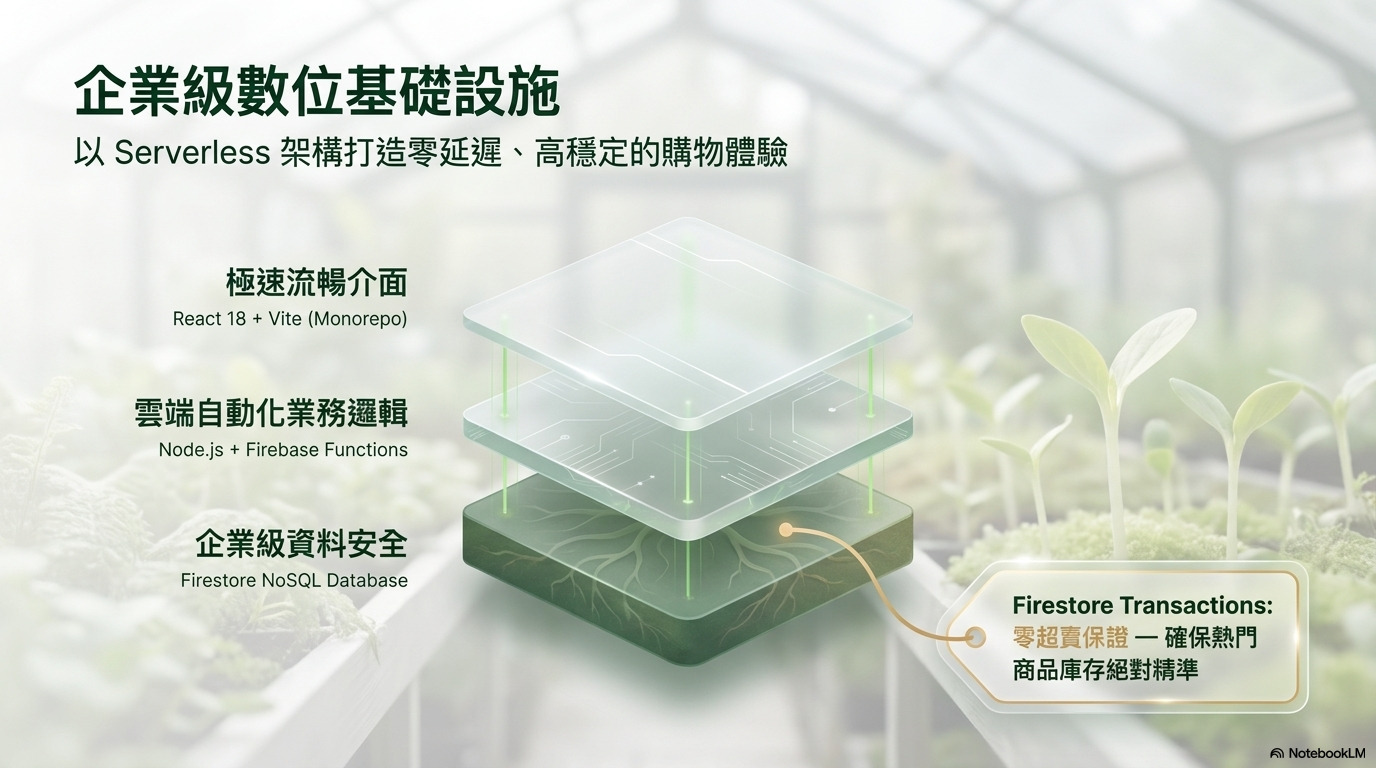 企業級數位基礎設施
以 Serverless 架構打造零延遲、高穩定的購物體驗
極速流暢介面
React 18 + Vite (Monorepo)
雲端自動化業務邏輯
Node.js + Firebase Functions
企業級資料安全
Firestore NoSQL Database
Firestore Transactions:
零超賣保證 — 確保熱門
商品庫存絕對精準
NotebookLM